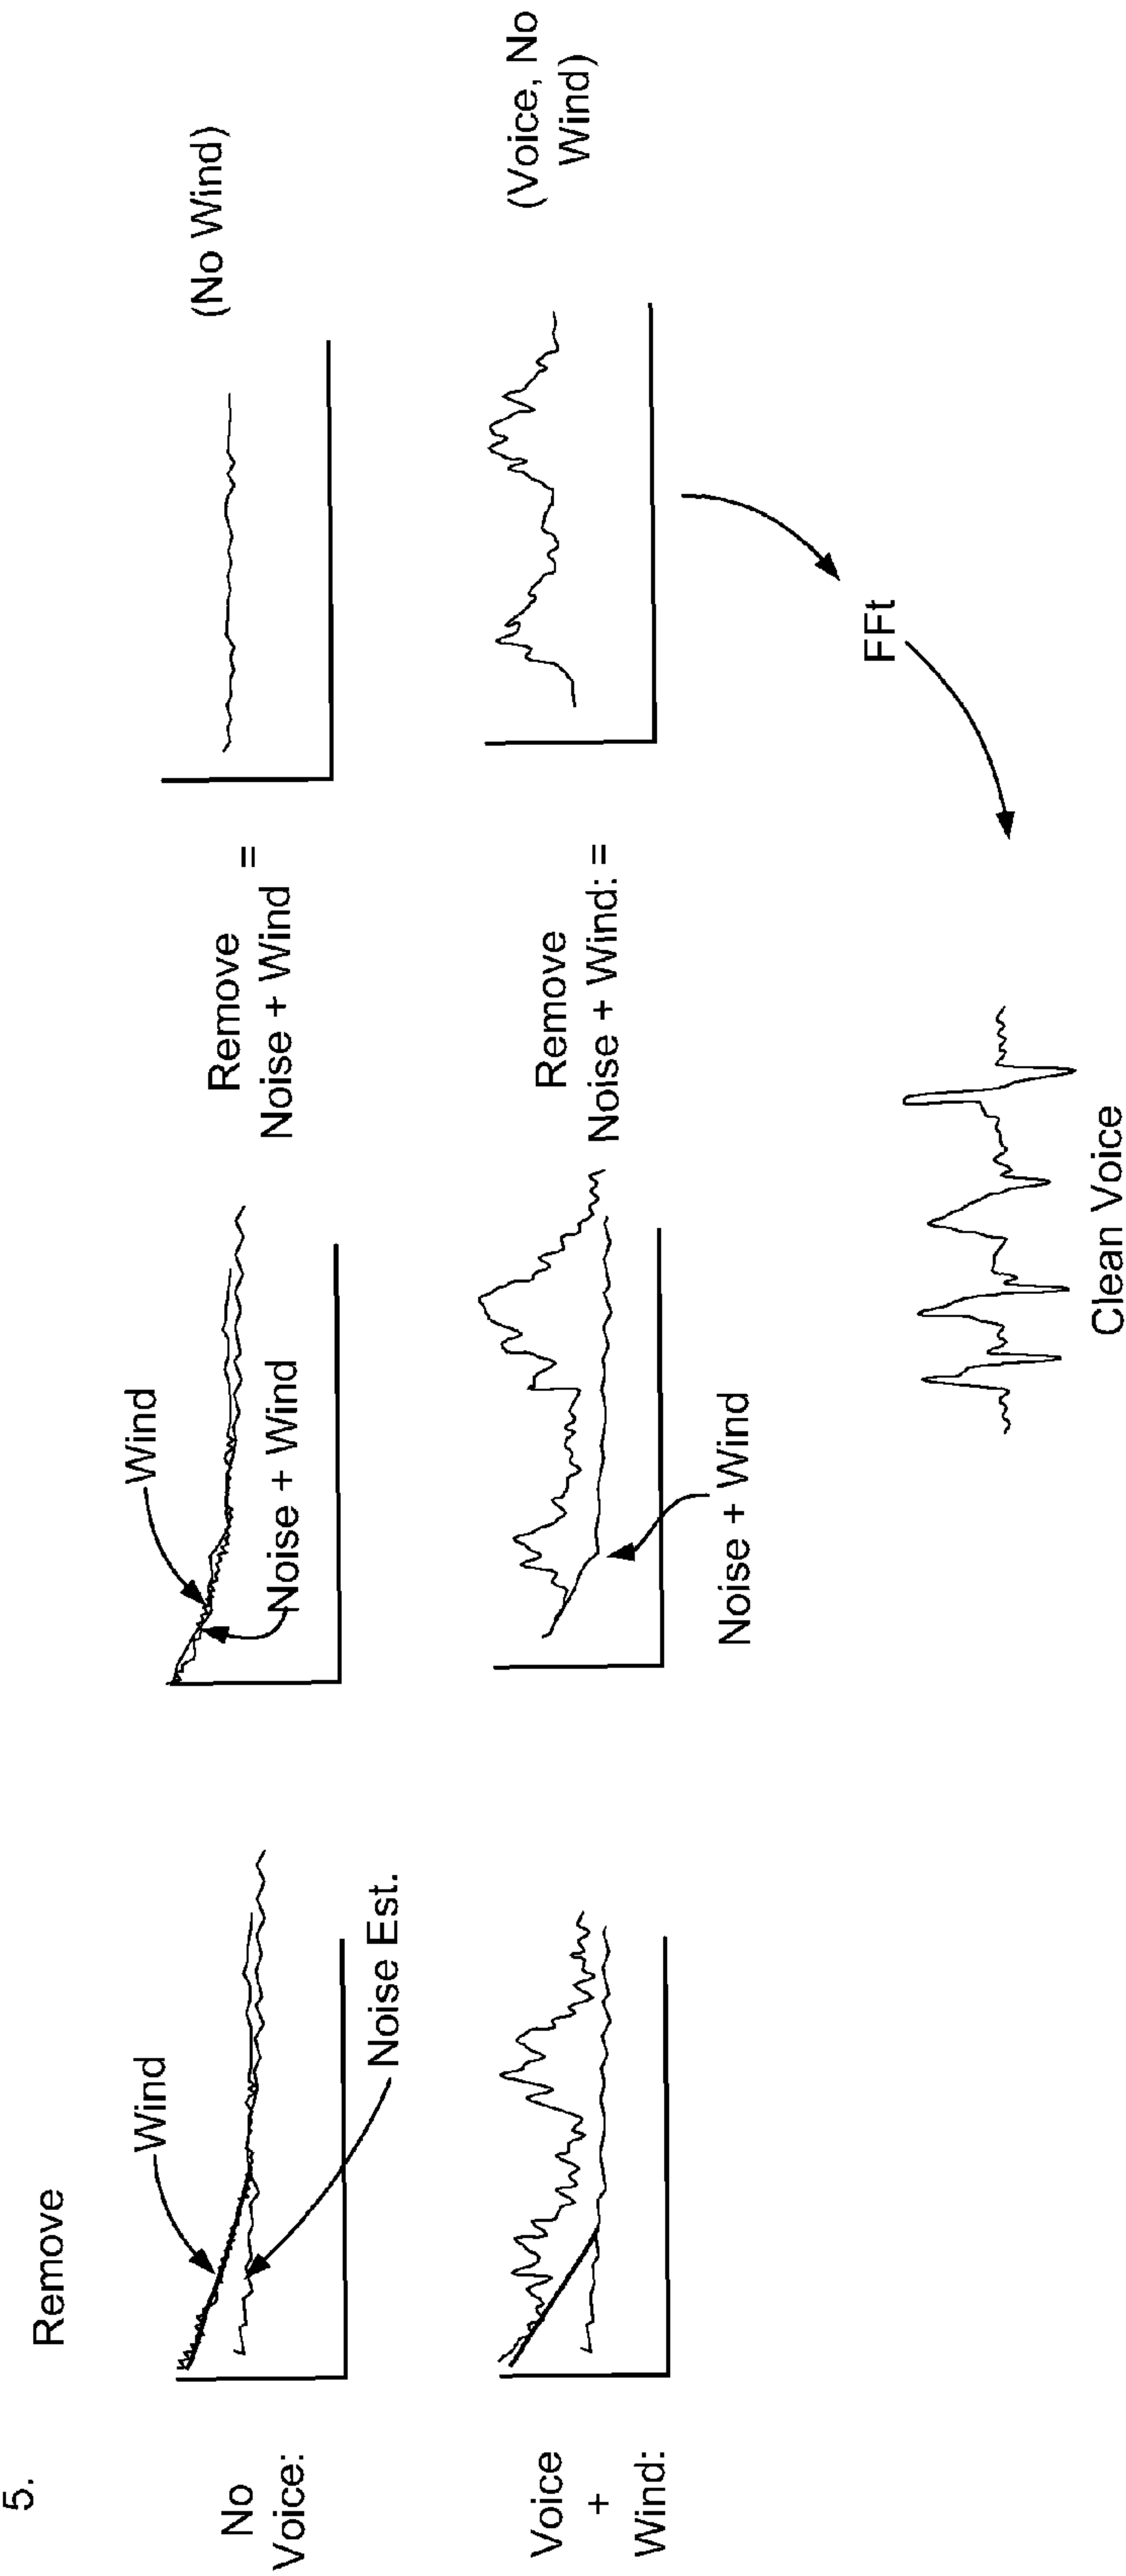 5.
Remove
No
Voice:
Wind
Noise Est.
Wind
Noise + Wind
Remove
Noise + Wind
=
(No Wind)
Voice
+
Wind:
Noise + Wind
Remove
Noise + Wind: =
(Voice, No
Wind)
FFt
Clean Voice